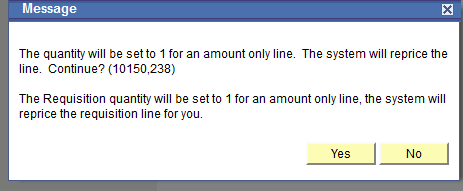 Message
The quantity will be set to 1 for an amount only line.  The system will reprice the
line.  Continue? (10150,238)
The Requisition quantity will be set to 1 for an amount only line, the system will
reprice the requisition line for you.
Yes
No